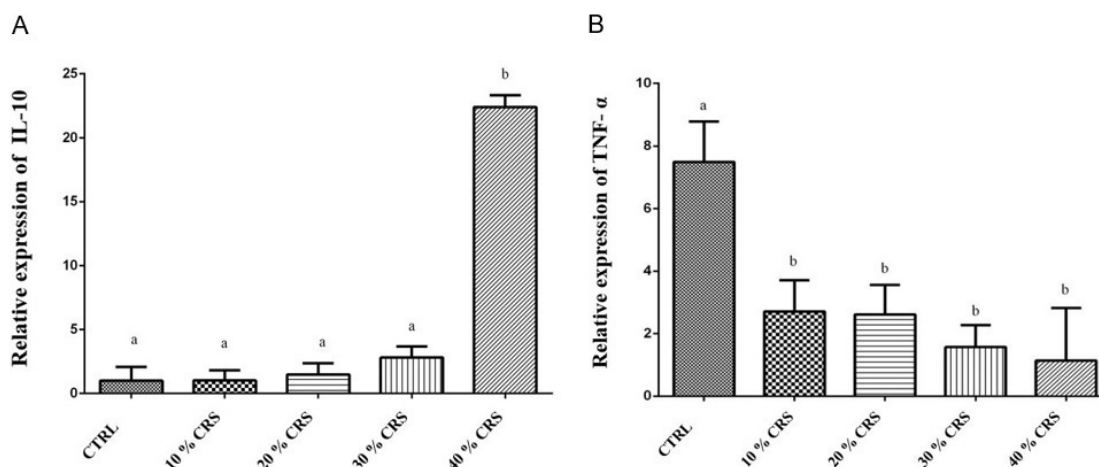 A
Relative expression of IL-10
25
20
15
10
5
0
a
a
a
a
b
CTRL
10 % CRS
20 % CRS
30 % CRS
40 % CRS
B
Relative expression of TNF- α
10
8
6
4
2
0
a
b
b
b
b
CTRL
10 % CRS
20 % CRS
30 % CRS
40 % CRS